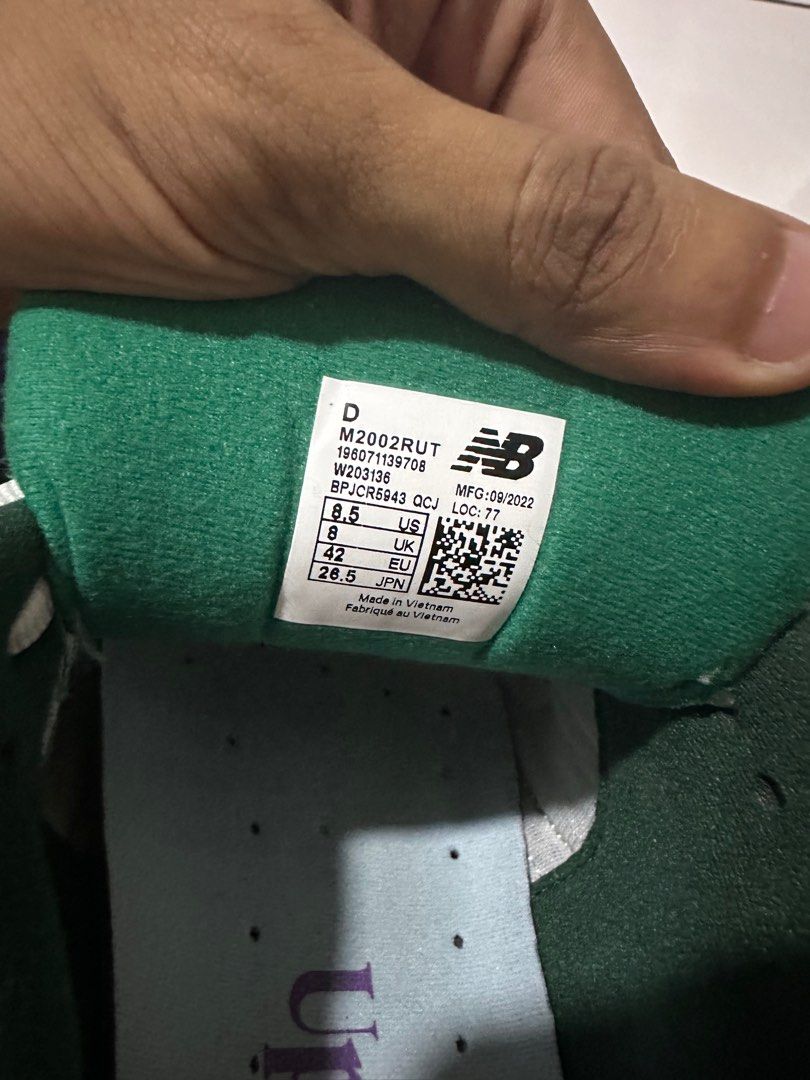 D
M2002RUT
196071139708
W203136
BPJCR5943 QCJ
NB
MFG:09/2022
LOC: 77
8.5 US
8 UK
42 EU
26.5 JPN
Made in Vietnam
Fabriqué au Vietnam